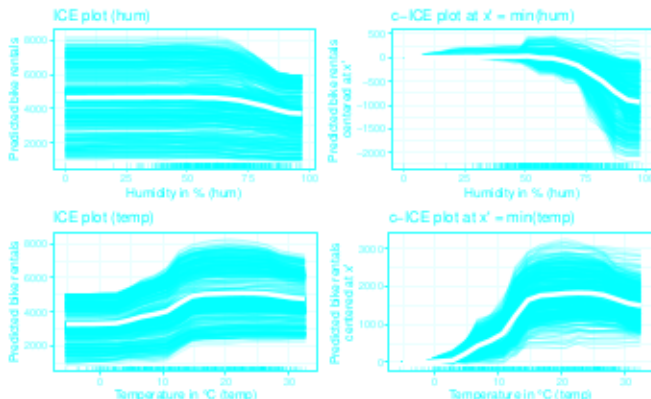 ICE plot (hum)
c-ICE plot at x' = min(hum)
Predicted bike rentals
8000
6000
4000
2000
0 25 50 75 100
Humidity in % (hum)
Predicted bike rentals
centered at x'
500
0
-500
-1000
-1500
-2000
0 25 50 75 100
Humidity in % (hum)
ICE plot (temp)
c-ICE plot at x' = min(temp)
Predicted bike rentals
8000
6000
4000
2000
0 10 20 30
Temperature in °C (temp)
Predicted bike rentals
centered at x'
3000
2000
1000
0
0 10 20 30
Temperature in °C (temp)